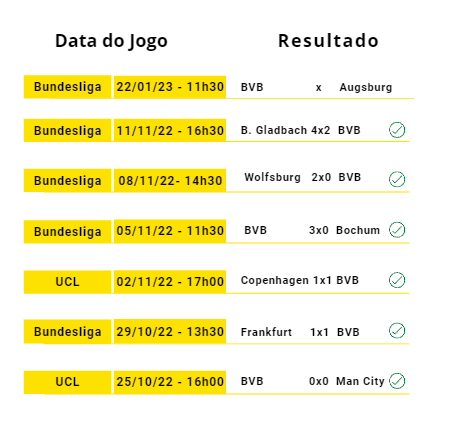 Data do Jogo Resultado
Bundesliga 22/01/23 - 11h30 BVB x Augsburg
Bundesliga 11/11/22 - 16h30 B. Gladbach 4x2 BVB
Bundesliga 08/11/22- 14h30 Wolfsburg 2x0 BVB
Bundesliga 05/11/22 - 11h30 BVB 3x0 Bochum
UCL 02/11/22 - 17h00 Copenhagen 1x1 BVB
Bundesliga 29/10/22 - 13h30 Frankfurt 1x1 BVB
UCL 25/10/22 - 16h00 BVB 0x0 Man City